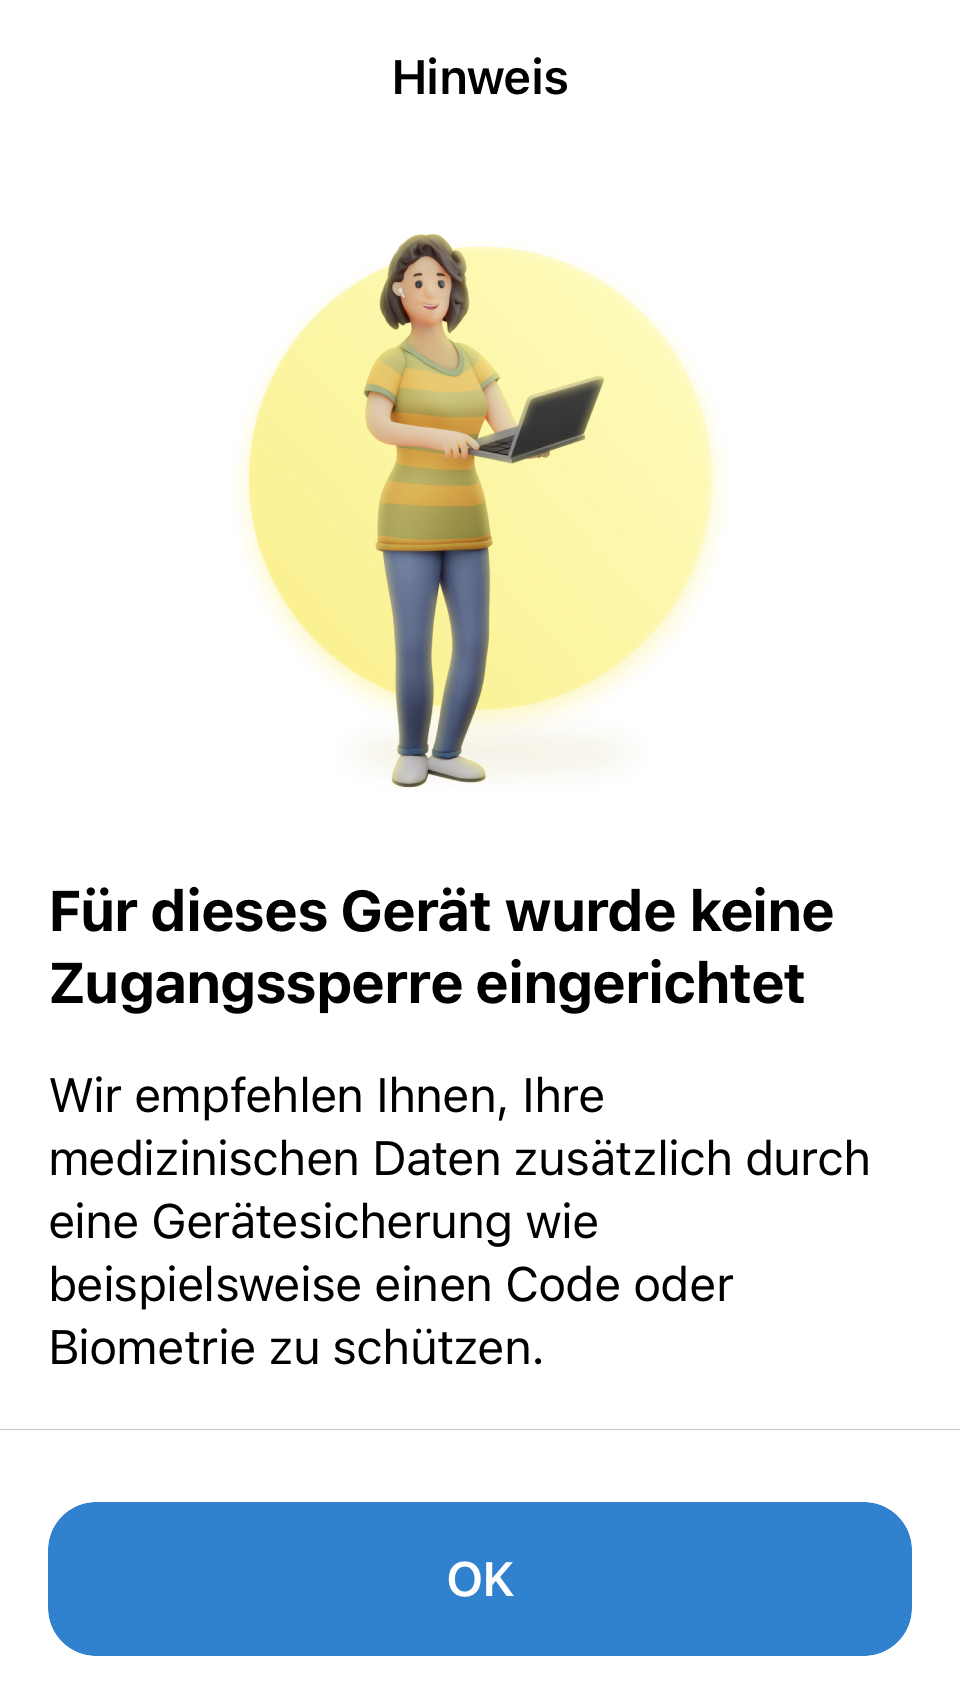 Hinweis
Für dieses Gerät wurde keine
Zugangssperre eingerichtet
Wir empfehlen Ihnen, Ihre
medizinischen Daten zusätzlich durch
eine Gerätesicherung wie
beispielsweise einen Code oder
Biometrie zu schützen.
OK